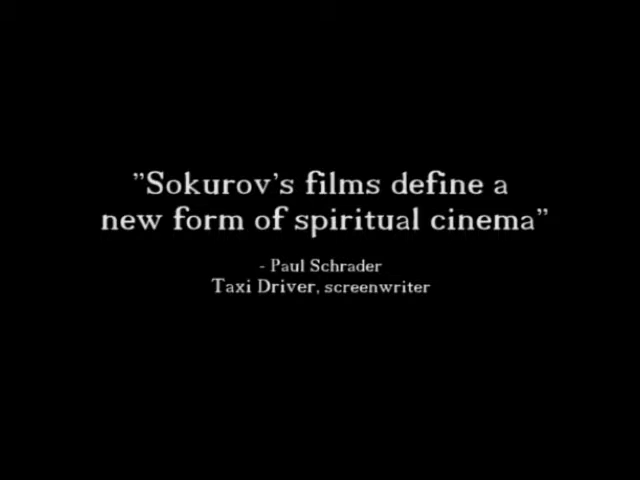 ”Sokurov’s films define a
new form of spiritual cinema”
- Paul Schrader
Taxi Driver, screenwriter